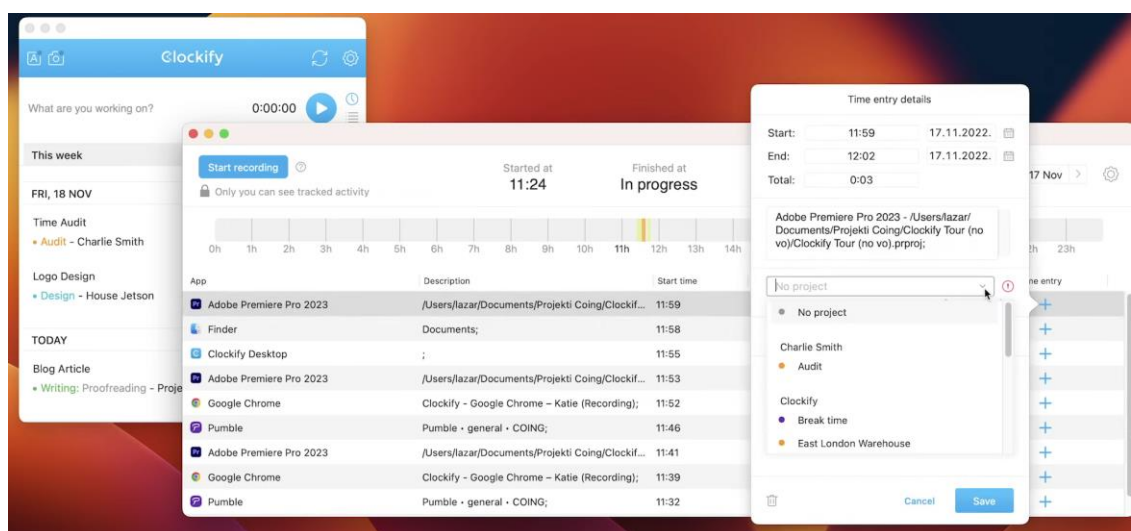 Clockify
What are you working on?
0:00:00
This week
FRI, 18 NOV
Time Audit
• Audit - Charlie Smith
Logo Design
• Design - House Jetson
TODAY
Blog Article
• Writing: Proofreading - Proje
Start recording
Only you can see tracked activity
Started at
11:24
Finished at
In progress
17 Nov
0h 1h 2h 3h 4h 5h 6h 7h 8h 9h 10h 11h 12h 13h 14h
2h 23h
App Description Start time me entry
Adobe Premiere Pro 2023 /Users/lazar/Documents/Projekti Coing/Clockif... 11:59
Finder Documents; 11:58
Clockify Desktop ; 11:55
Adobe Premiere Pro 2023 /Users/lazar/Documents/Projekti Coing/Clockif... 11:53
Google Chrome Clockify - Google Chrome – Katie (Recording); 11:52
Pumble Pumble • general • COING; 11:46
Adobe Premiere Pro 2023 /Users/lazar/Documents/Projekti Coing/Clockif... 11:41
Google Chrome Clockify - Google Chrome – Katie (Recording); 11:39
Pumble Pumble • general • COING; 11:32
Time entry details
Start: 11:59 17.11.2022.
End: 12:02 17.11.2022.
Total: 0:03
Adobe Premiere Pro 2023 - /Users/lazar/
Documents/Projekti Coing/Clockify Tour (no
vo)/Clockify Tour (no vo).prproj;
No project
No project
Charlie Smith
Audit
Clockify
Break time
East London Warehouse
Cancel
Save